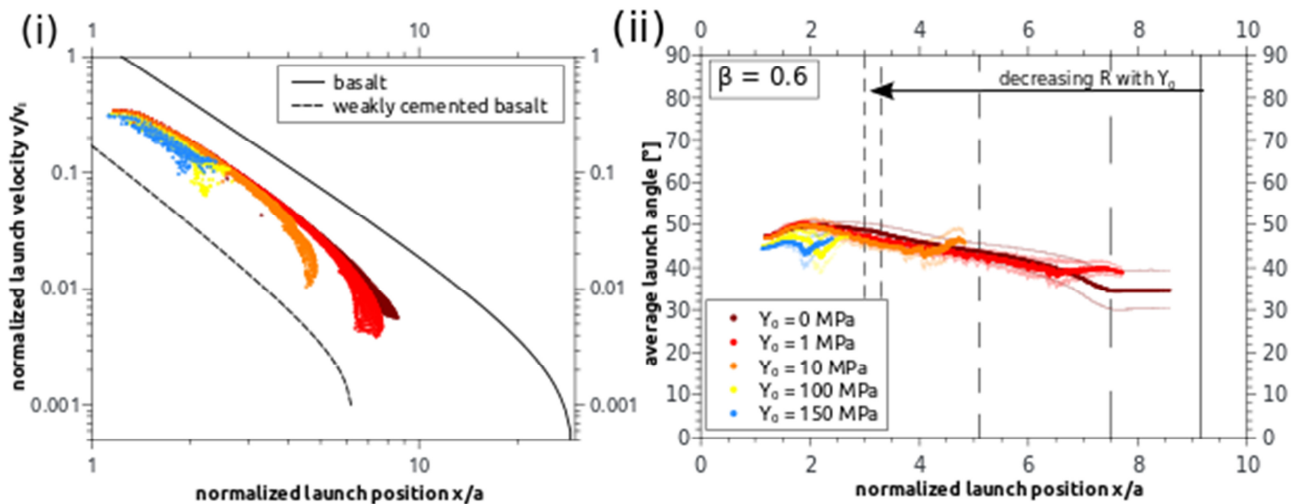 (i)
1 10
1 1
basalt
weakly cemented basalt
0.1 0.1
0.01 0.01
0.001 0.001
1 10
normalized launch velocity v/vᵢ
normalized launch position x/a
(ii)
0 2 4 6 8 10
90 90
β = 0.6
decreasing R with Y₀
80 80
70 70
60 60
50 50
40 40
30 30
20 20
10 10
0 0
Y₀ = 0 MPa
Y₀ = 1 MPa
Y₀ = 10 MPa
Y₀ = 100 MPa
Y₀ = 150 MPa
0 2 4 6 8 10
average launch angle [°]
normalized launch position x/a